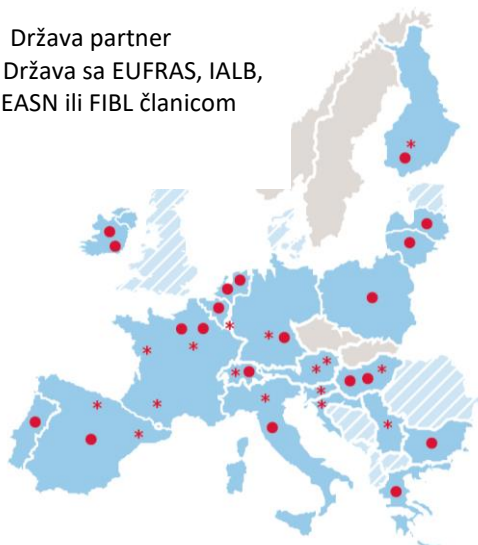 Država partner
Država sa EUFRAS, IALB,
EASN ili FIBL članicom